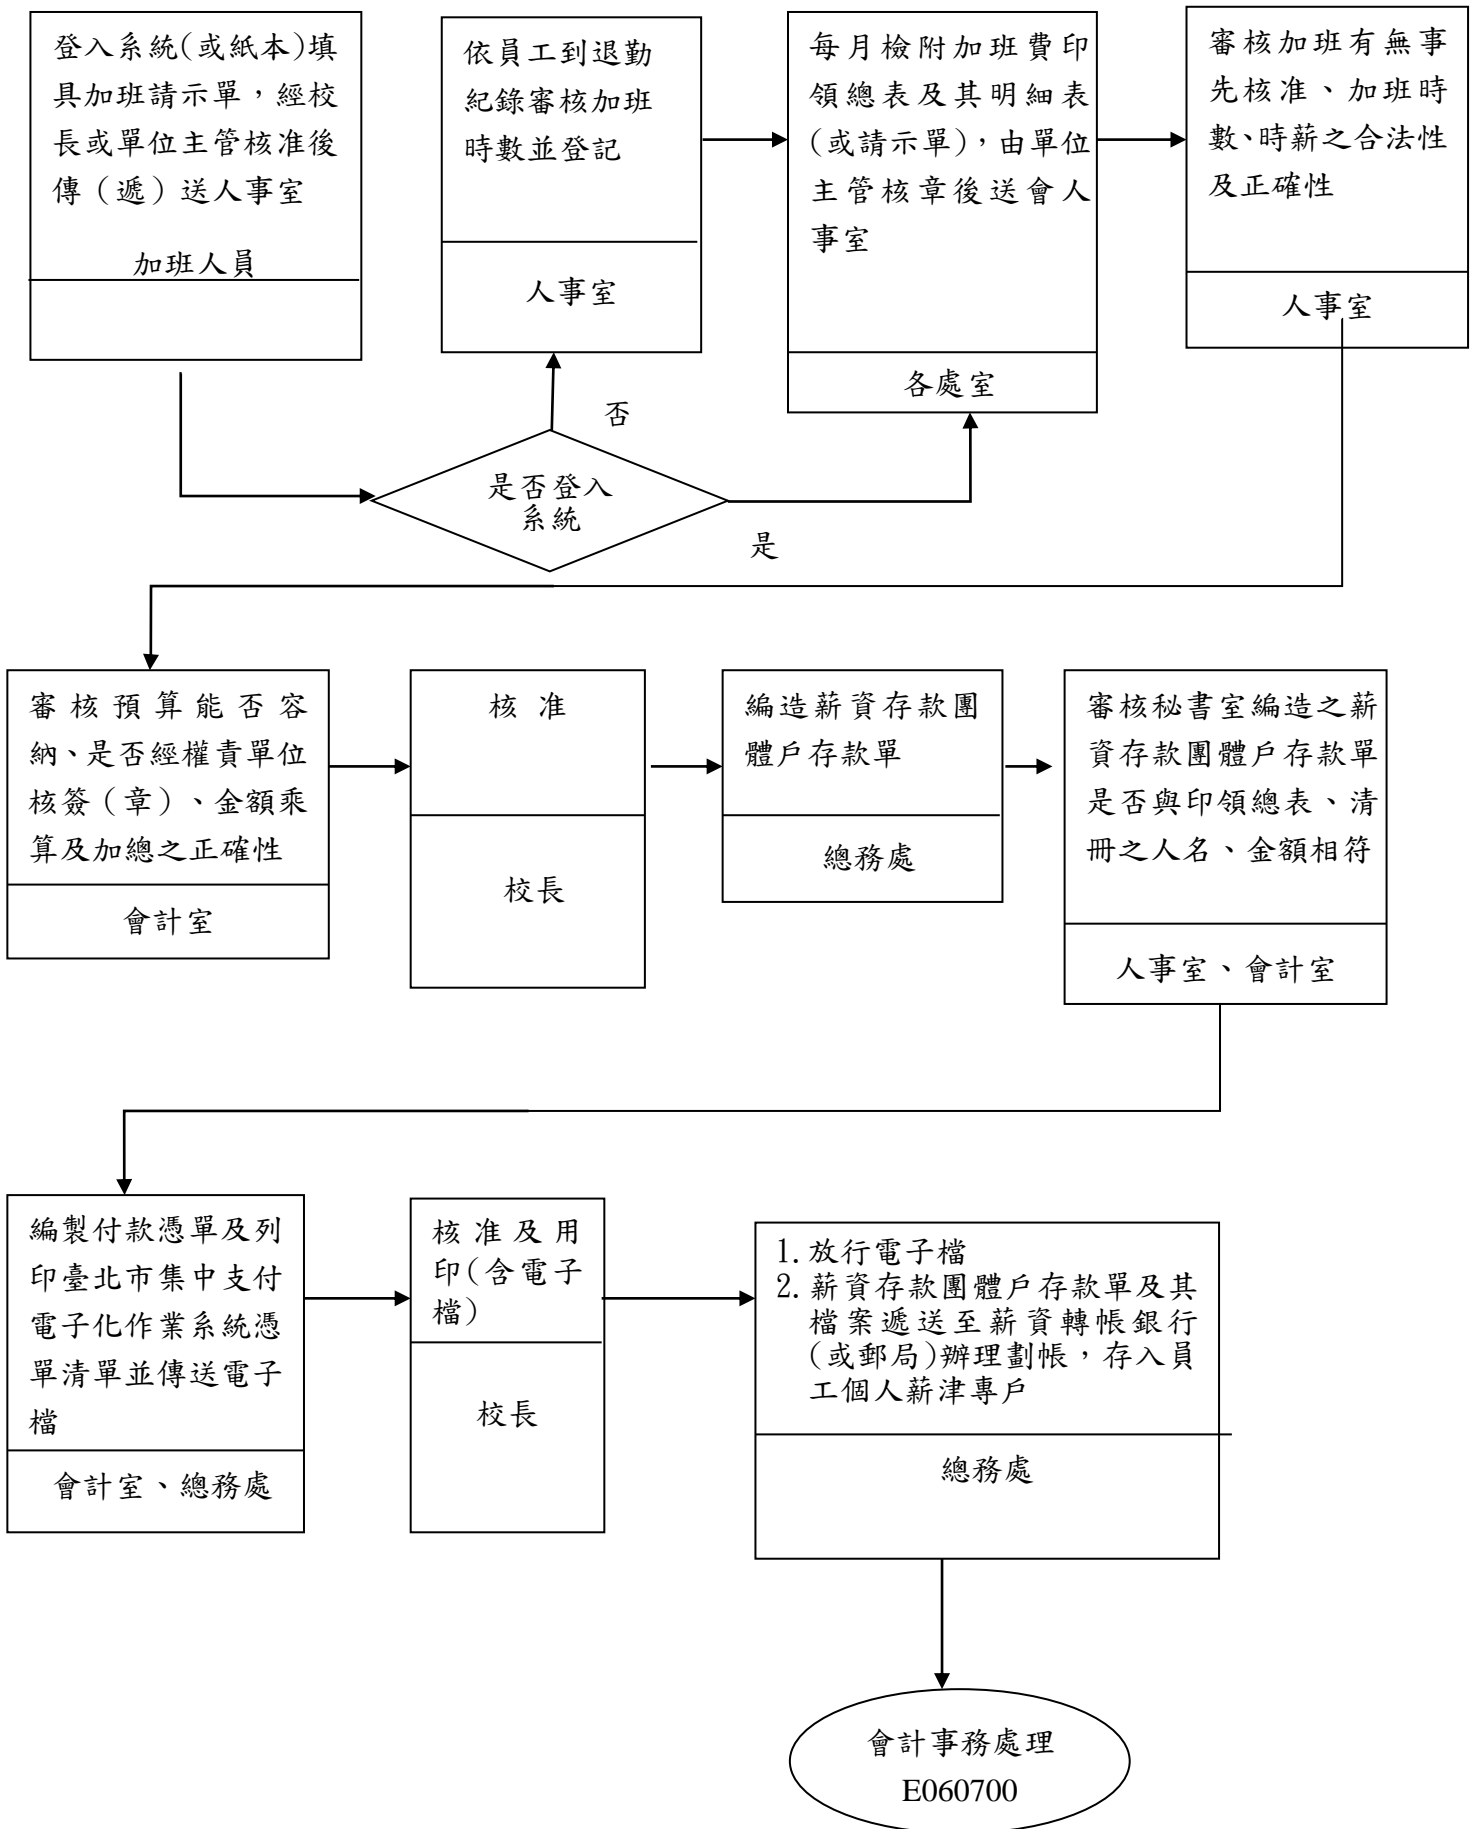 登入系統(或紙本)填
具加班請示單，經校
長或單位主管核准後
傳（遞）送人事室
加班人員
依員工到退勤
紀錄審核加班
時數並登記
人事室
每月檢附加班費印
領總表及其明細表
(或請示單)，由單位
主管核章後送會人
事室
各處室
審核加班有無事
先核准、加班時
數、時薪之合法性
及正確性
人事室
否
是否登入
系統
是
審核預算能否容
納、是否經權責單位
核簽（章）、金額乘
算及加總之正確性
會計室
核准
校長
編造薪資存款團
體戶存款單
總務處
審核秘書室編造之薪
資存款團體戶存款單
是否與印領總表、清
冊之人名、金額相符
人事室、會計室
編製付款憑單及列
印臺北市集中支付
電子化作業系統憑
單清單並傳送電子
檔
會計室、總務處
核准及用
印(含電子
檔)
校長
1.放行電子檔
2.薪資存款團體戶存款單及其
檔案遞送至薪資轉帳銀行
(或郵局)辦理劃帳，存入員
工個人薪津專戶
總務處
會計事務處理
E060700